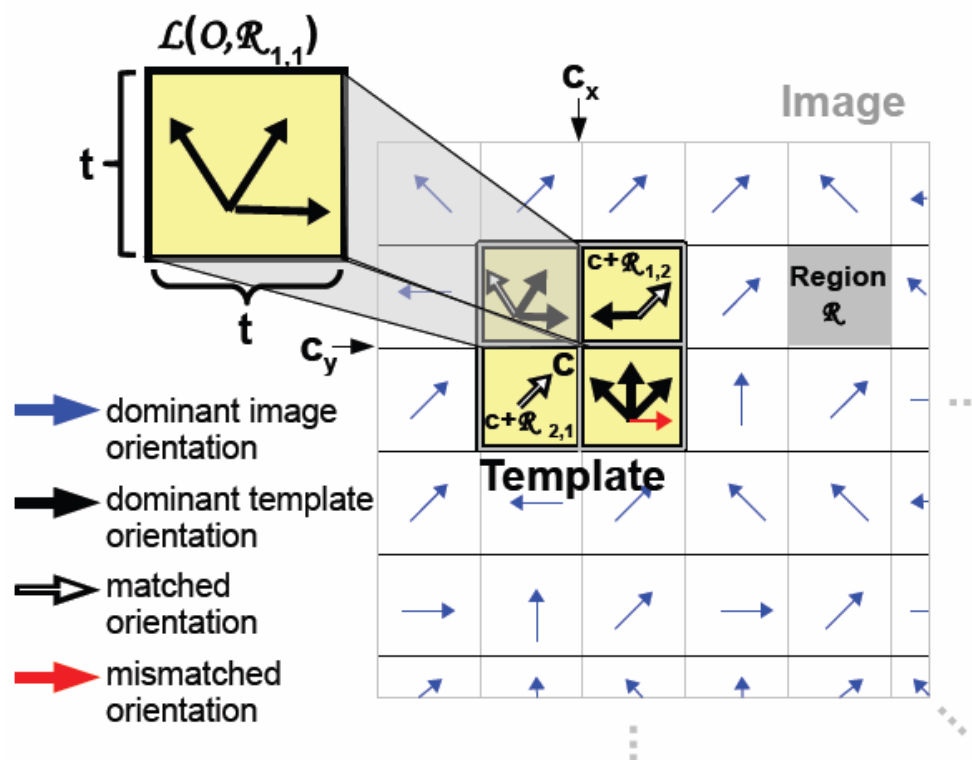 ℒ(O,ℛ1,1)
cx
Image
t
c+ℛ1,2
Region
ℛ
t
cy
c
c+ℛ 2,1
dominant image
orientation
Template
dominant template
orientation
matched
orientation
mismatched
orientation